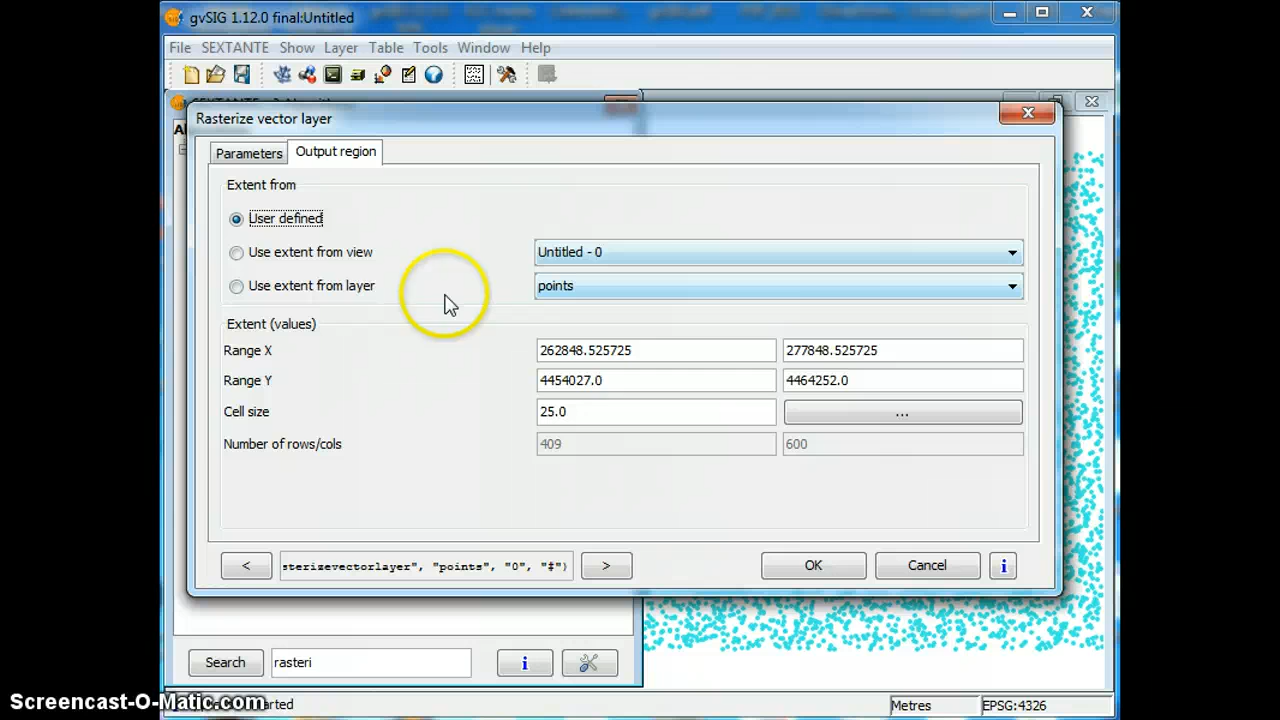 gvSIG 1.12.0 final:Untitled
File SEXTANTE Show Layer Table Tools Window Help
Rasterize vector layer
Parameters Output region
Extent from
User defined
Use extent from view Untitled - 0
Use extent from layer points
Extent (values)
Range X 262848.525725 277848.525725
Range Y 4454027.0 4464252.0
Cell size 25.0 ...
Number of rows/cols 409 600
< sterizevectorlayer", "points", "0", "#") > OK Cancel i
Search rasteri i
Screencast-O-Matic.com
Metres EPSG:4326